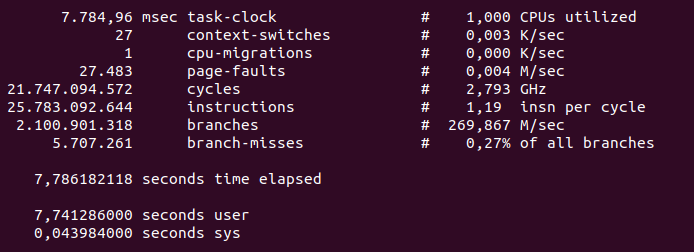 7.784,96 msec task-clock # 1,000 CPUs utilized
27 context-switches # 0,003 K/sec
1 cpu-migrations # 0,000 K/sec
27.483 page-faults # 0,004 M/sec
21.747.094.572 cycles # 2,793 GHz
25.783.092.644 instructions # 1,19 insn per cycle
2.100.901.318 branches # 269,867 M/sec
5.707.261 branch-misses # 0,27% of all branches
7,786182118 seconds time elapsed
7,741286000 seconds user
0,043984000 seconds sys